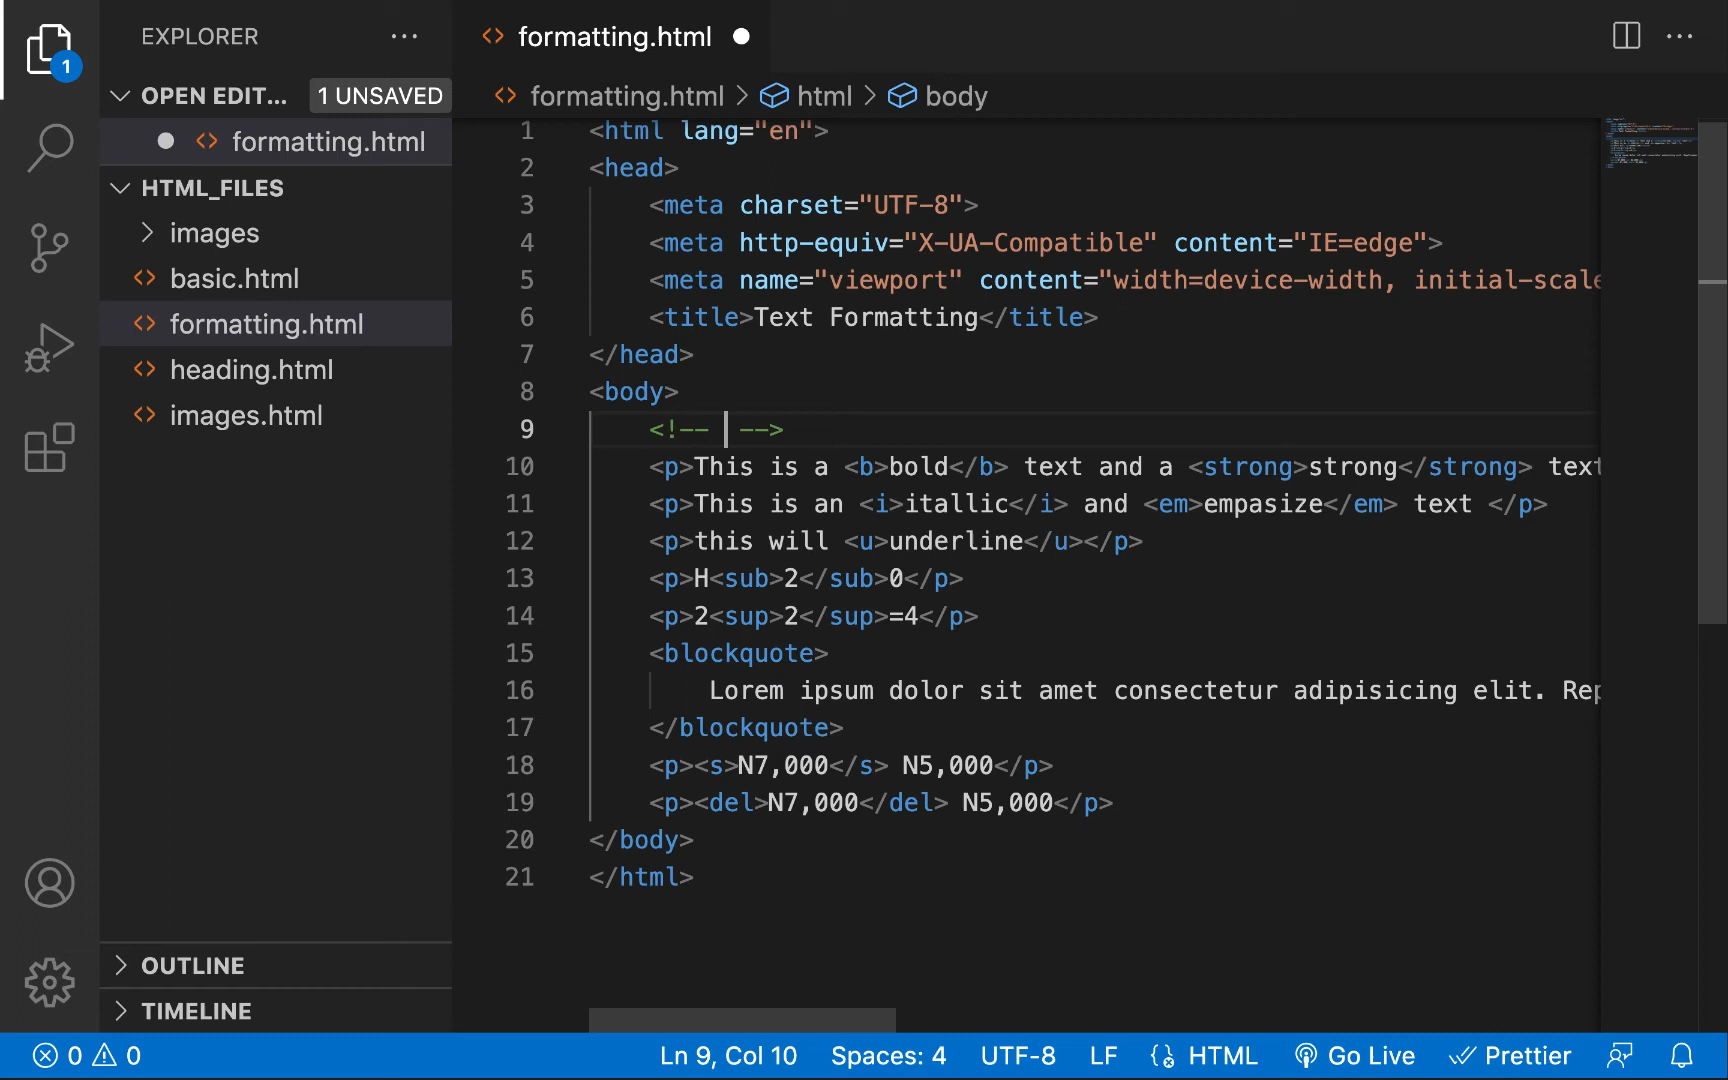 EXPLORER
OPEN EDIT... 1 UNSAVED
formatting.html
HTML_FILES
images
basic.html
formatting.html
heading.html
images.html
OUTLINE
TIMELINE
1
formatting.html
formatting.html > html > body
1 <html lang="en">
2 <head>
3 <meta charset="UTF-8">
4 <meta http-equiv="X-UA-Compatible" content="IE=edge">
5 <meta name="viewport" content="width=device-width, initial-scale
6 <title>Text Formatting</title>
7 </head>
8 <body>
9 <!-- -->
10 <p>This is a <b>bold</b> text and a <strong>strong</strong> text
11 <p>This is an <i>itallic</i> and <em>empasize</em> text </p>
12 <p>this will <u>underline</u></p>
13 <p>H<sub>2</sub>0</p>
14 <p>2<sup>2</sup>=4</p>
15 <blockquote>
16 Lorem ipsum dolor sit amet consectetur adipisicing elit. Rep
17 </blockquote>
18 <p><s>N7,000</s> N5,000</p>
19 <p><del>N7,000</del> N5,000</p>
20 </body>
21 </html>
0 0 Ln 9, Col 10 Spaces: 4 UTF-8 LF HTML Go Live Prettier